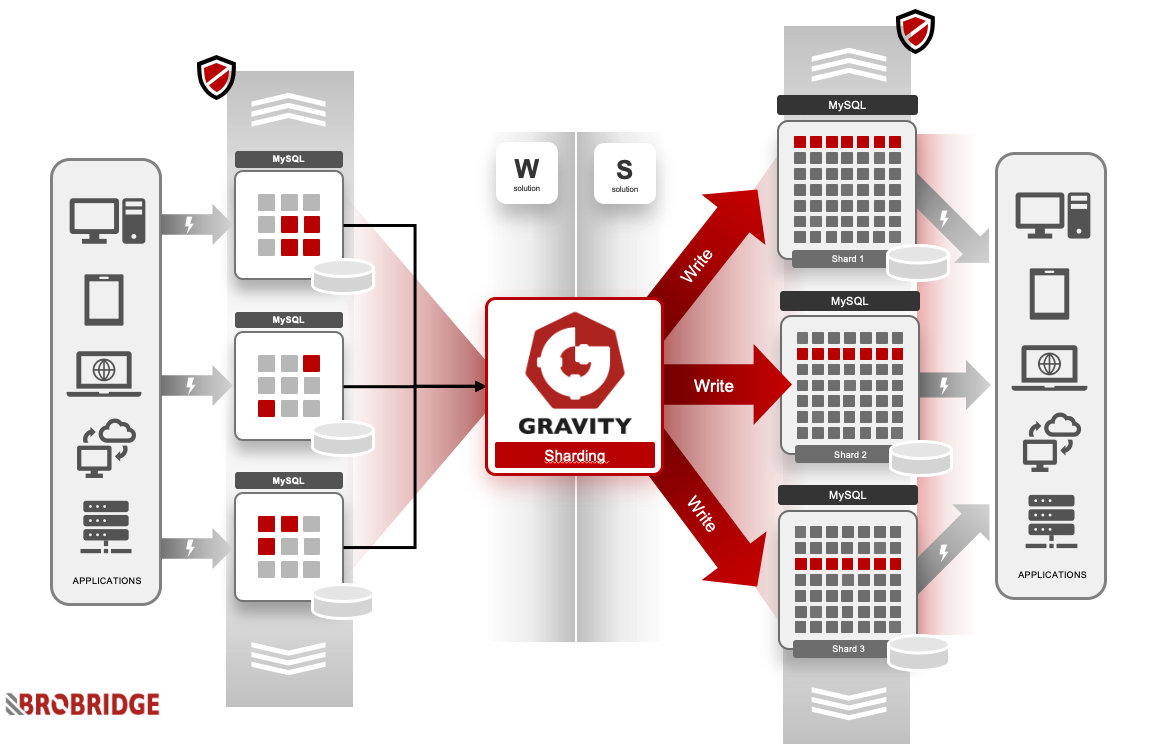 MySQL
MySQL
MySQL
APPLICATIONS
W
solution
S
solution
GRAVITY
Sharding
Write
Write
Write
MySQL
Shard 1
MySQL
Shard 2
MySQL
Shard 3
APPLICATIONS
BROBRIDGE